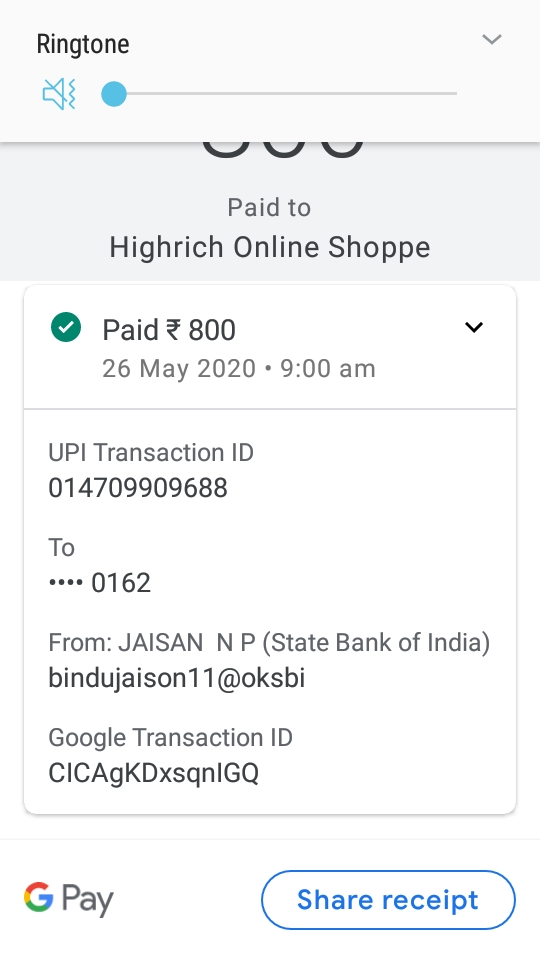 Ringtone
Paid to
Highrich Online Shoppe
Paid ₹ 800
26 May 2020 • 9:00 am
UPI Transaction ID
014709909688
To
•••• 0162
From: JAISAN  N P (State Bank of India)
bindujaison11@oksbi
Google Transaction ID
CICAgKDxsqnIGQ
G Pay
Share receipt